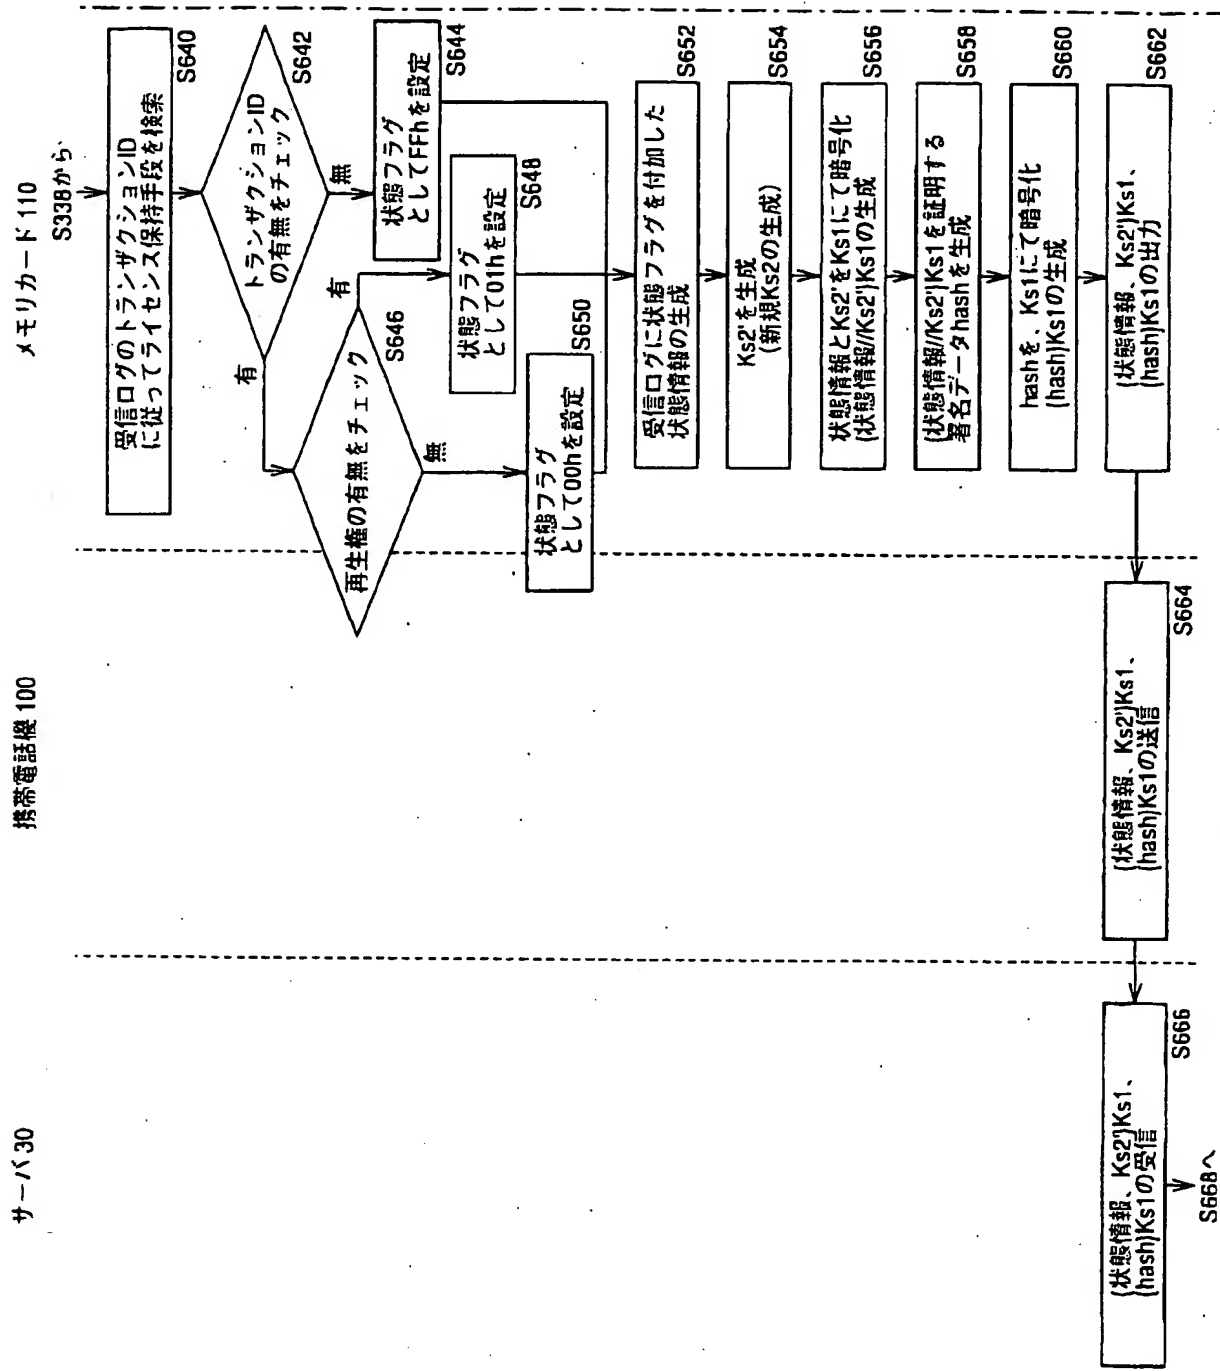 サーバ30
携帯電話機 100
メモリカード 110
S338から
受信ログのトランザクションID
に従ってライセンス保持手段を検索
S640
トランザクションID
の有無をチェック
S642
有
無
状態フラグ
としてFFhを設定
S644
再生権の有無をチェック
S646
有
無
状態フラグ
として01hを設定
S648
状態フラグ
として00hを設定
S650
受信ログに状態フラグを付加した
状態情報の生成
S652
Ks2'を生成
(新規Ks2の生成)
S654
状態情報とKs2'をKs1にて暗号化
{状態情報//Ks2'}Ks1の生成
S656
{状態情報//Ks2'}Ks1を証明する
署名データhashを生成
S658
hashを、Ks1にて暗号化
{hash}Ks1の生成
S660
{状態情報、Ks2'}Ks1、
{hash}Ks1の出力
S662
{状態情報、Ks2'}Ks1、
{hash}Ks1の送信
S664
{状態情報、Ks2'}Ks1、
{hash}Ks1の受信
S666
S668へ